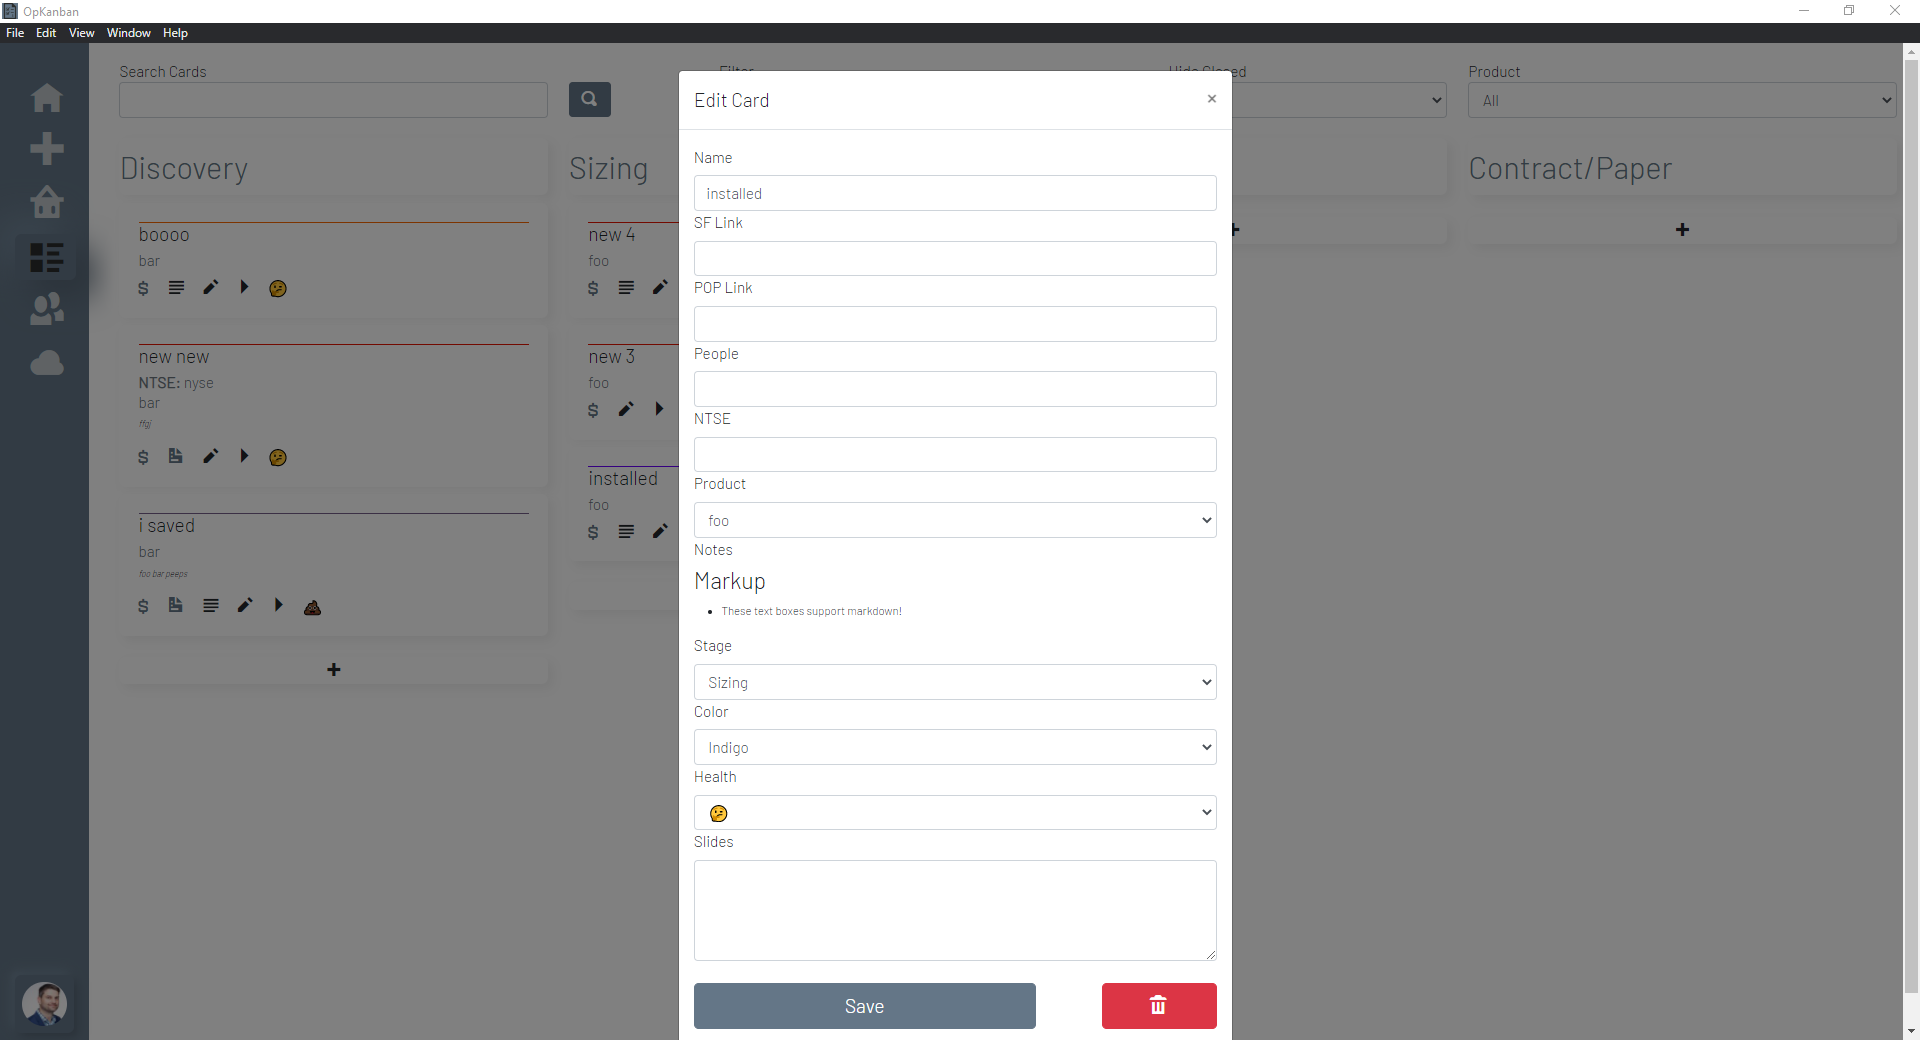 OpKanban
File Edit View Window Help
Search Cards
Product
All
Discovery
Sizing
Contract/Paper
boooo
bar
new new
NTSE: nyse
bar
ffgj
i saved
bar
foo bar peeps
new 4
foo
new 3
foo
installed
foo
Edit Card
×
Name
installed
SF Link
POP Link
People
NTSE
Product
foo
Notes
Markup
• These text boxes support markdown!
Stage
Sizing
Color
Indigo
Health
Slides
Save